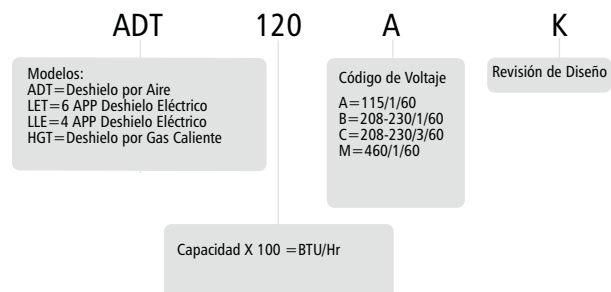 ADT 120 A K
Modelos:
ADT=Deshielo por Aire
LET=6 APP Deshielo Eléctrico
LLE=4 APP Deshielo Eléctrico
HGT=Deshielo por Gas Caliente
Código de Voltaje
A=115/1/60
B=208-230/1/60
C=208-230/3/60
M=460/1/60
Revisión de Diseño
Capacidad X 100 =BTU/Hr